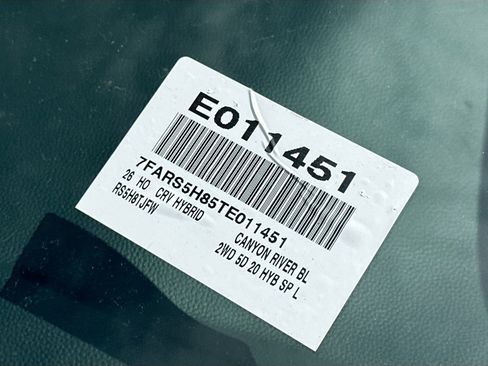 E011451
7FARS5H85TE011451
26 HO CRV HYBRID
CANYON RIVER BL
RS5H8TJFW
2WD 5D 20 HYB SP L